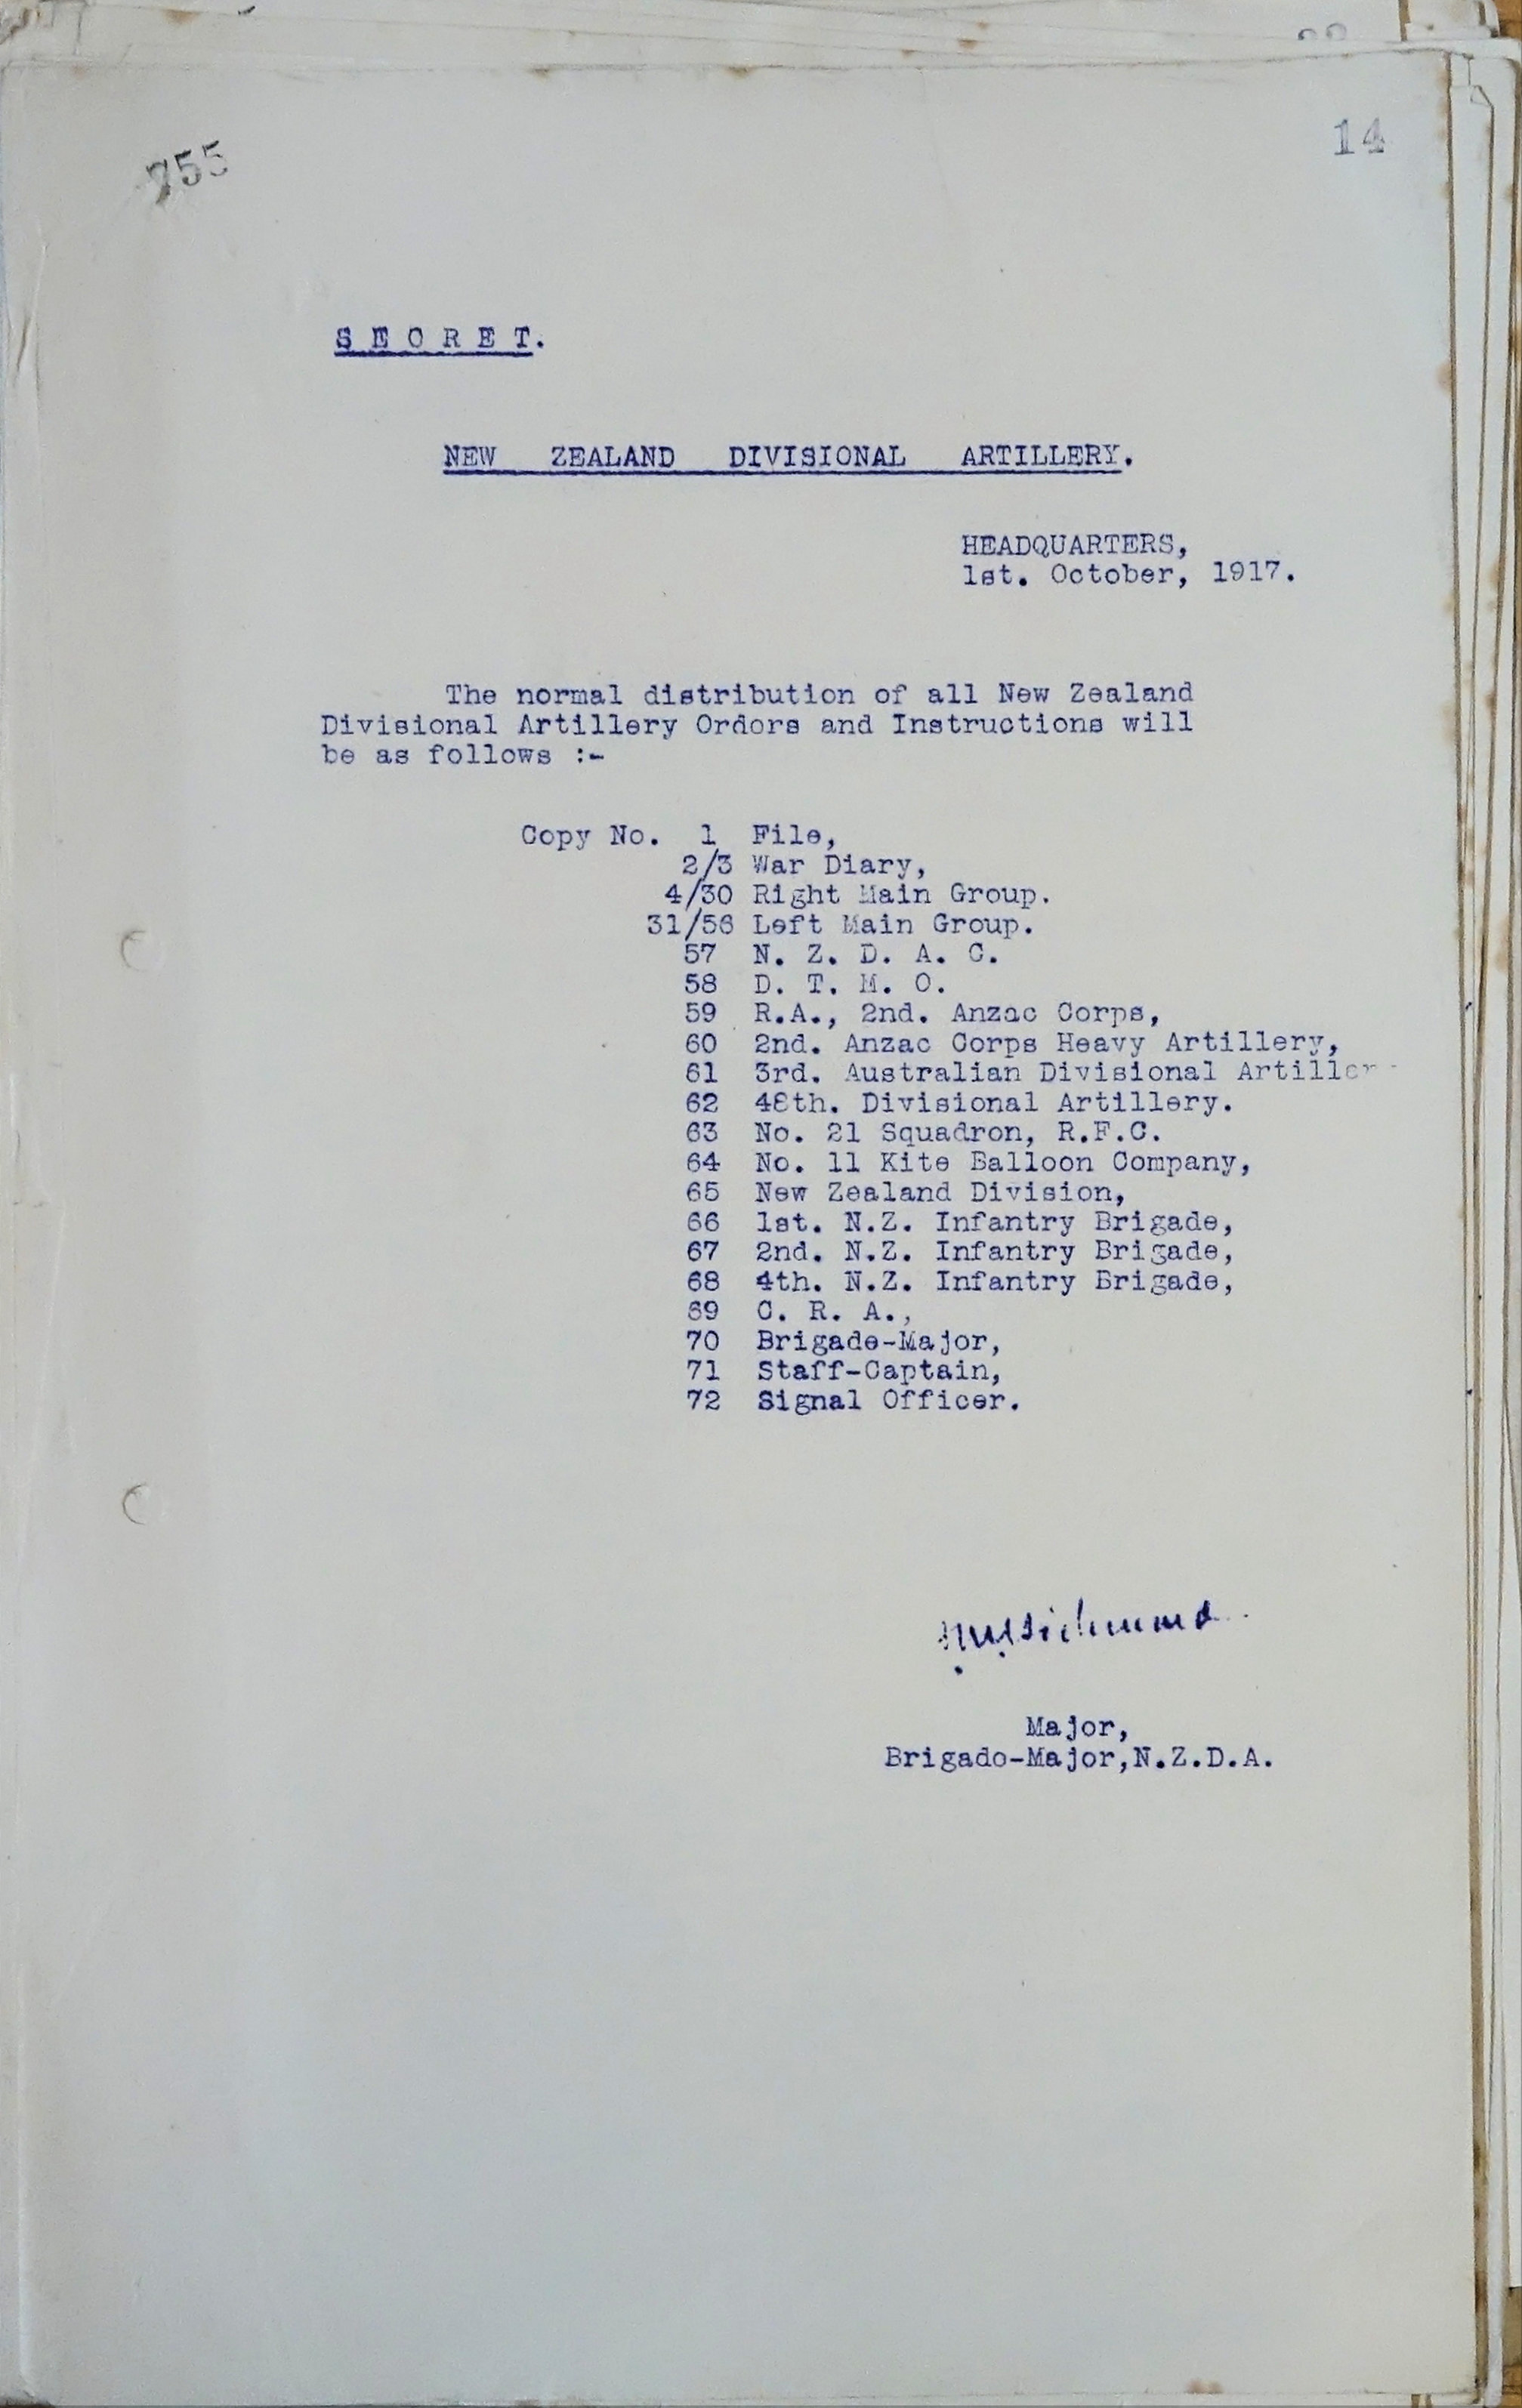 755
14
S E C R E T.
NEW ZEALAND DIVISIONAL ARTILLERY.
HEADQUARTERS,
1st. October, 1917.
The normal distribution of all New Zealand
Divisional Artillery Ordors and Instructions will
be as follows :-
Copy No. 1 File,
2/3 War Diary,
4/30 Right Main Group.
31/56 Left Main Group.
57 N. Z. D. A. C.
58 D. T. M. O.
59 R.A., 2nd. Anzac Corps,
60 2nd. Anzac Corps Heavy Artillery,
61 3rd. Australian Divisional Artiller
62 48th. Divisional Artillery.
63 No. 21 Squadron, R.F.C.
64 No. 11 Kite Balloon Company,
65 New Zealand Division,
66 1st. N.Z. Infantry Brigade,
67 2nd. N.Z. Infantry Brigade,
68 4th. N.Z. Infantry Brigade,
69 C. R. A.,
70 Brigade-Major,
71 Staff-Captain,
72 Signal Officer.
Major,
Brigado-Major,N.Z.D.A.